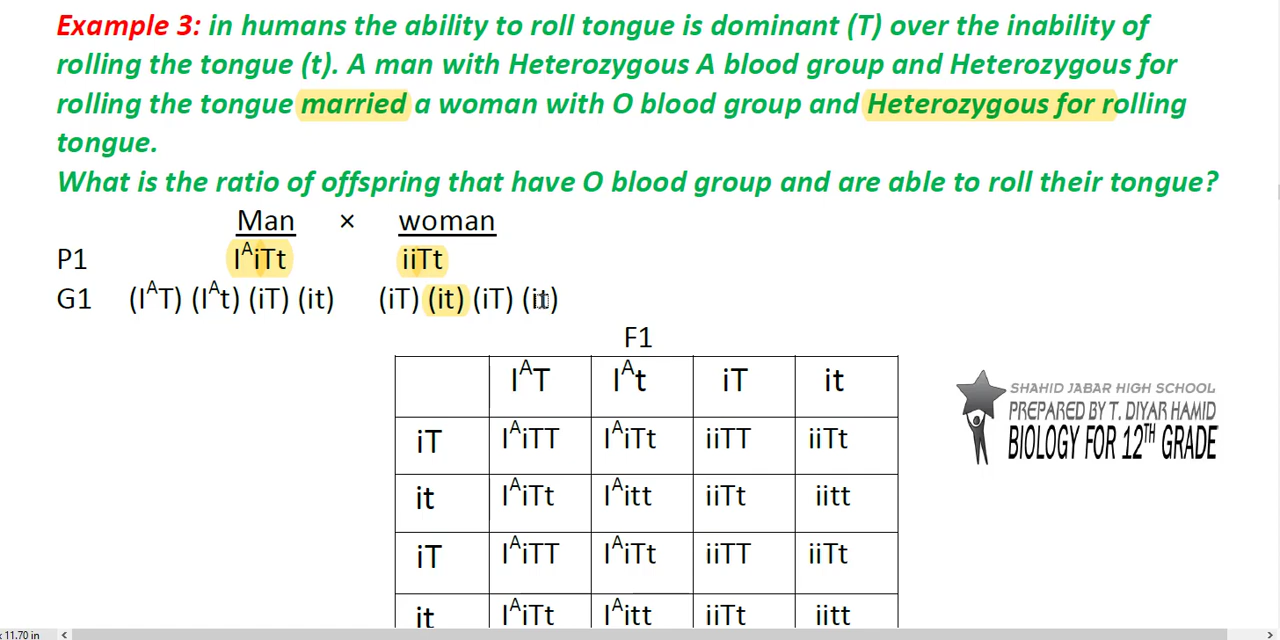 Example 3: in humans the ability to roll tongue is dominant (T) over the inability of
rolling the tongue (t). A man with Heterozygous A blood group and Heterozygous for
rolling the tongue married a woman with O blood group and Heterozygous for rolling
tongue.
What is the ratio of offspring that have O blood group and are able to roll their tongue?
Man × woman
P1 IᴬiTt iiTt
G1 (IᴬT) (Iᴬt) (iT) (it) (iT) (it) (iT) (it)
F1
IᴬT Iᴬt iT it
iT IᴬiTT IᴬiTt iiTT iiTt
it IᴬiTt Iᴬitt iiTt iitt
iT IᴬiTT IᴬiTt iiTT iiTt
it IᴬiTt Iᴬitt iiTt iitt
SHAHID JABAR HIGH SCHOOL
PREPARED BY T. DIYAR HAMID
BIOLOGY FOR 12TH GRADE
x 11.70 in